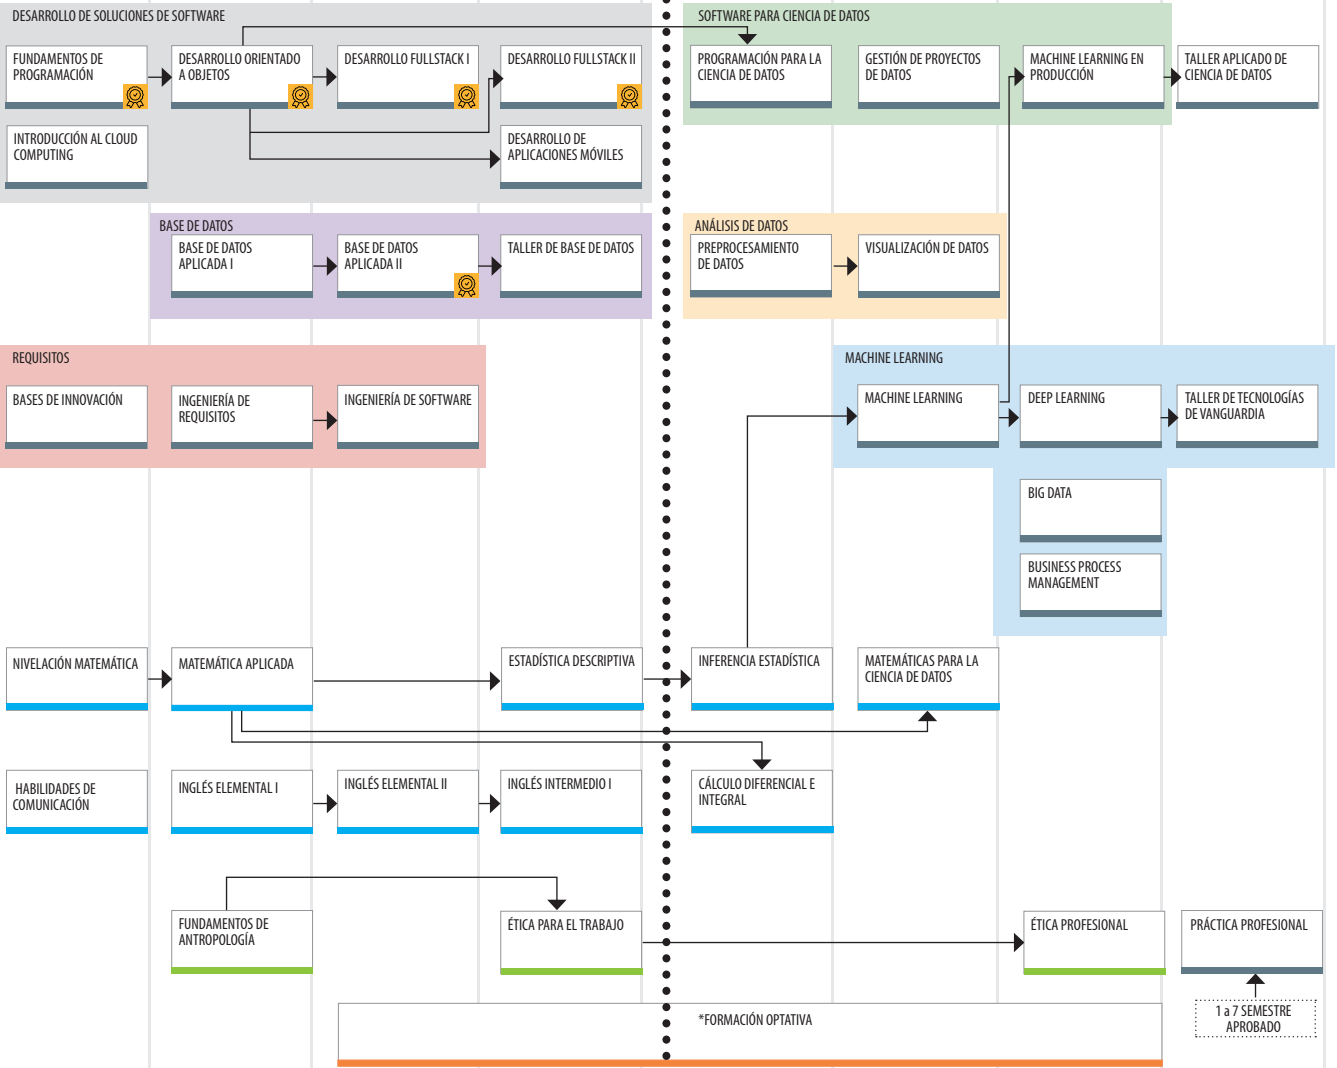 DESARROLLO DE SOLUCIONES DE SOFTWARE
FUNDAMENTOS DE
PROGRAMACIÓN
DESARROLLO ORIENTADO
A OBJETOS
DESARROLLO FULLSTACK I
DESARROLLO FULLSTACK II
INTRODUCCIÓN AL CLOUD
COMPUTING
DESARROLLO DE
APLICACIONES MÓVILES
SOFTWARE PARA CIENCIA DE DATOS
PROGRAMACIÓN PARA LA
CIENCIA DE DATOS
GESTIÓN DE PROYECTOS
DE DATOS
MACHINE LEARNING EN
PRODUCCIÓN
TALLER APLICADO DE
CIENCIA DE DATOS
BASE DE DATOS
BASE DE DATOS
APLICADA I
BASE DE DATOS
APLICADA II
TALLER DE BASE DE DATOS
ANÁLISIS DE DATOS
PREPROCESAMIENTO
DE DATOS
VISUALIZACIÓN DE DATOS
REQUISITOS
BASES DE INNOVACIÓN
INGENIERÍA DE
REQUISITOS
INGENIERÍA DE SOFTWARE
MACHINE LEARNING
MACHINE LEARNING
DEEP LEARNING
TALLER DE TECNOLOGÍAS
DE VANGUARDIA
BIG DATA
BUSINESS PROCESS
MANAGEMENT
NIVELACIÓN MATEMÁTICA
MATEMÁTICA APLICADA
ESTADÍSTICA DESCRIPTIVA
INFERENCIA ESTADÍSTICA
MATEMÁTICAS PARA LA
CIENCIA DE DATOS
HABILIDADES DE
COMUNICACIÓN
INGLÉS ELEMENTAL I
INGLÉS ELEMENTAL II
INGLÉS INTERMEDIO I
CÁLCULO DIFERENCIAL E
INTEGRAL
FUNDAMENTOS DE
ANTROPOLOGÍA
ÉTICA PARA EL TRABAJO
ÉTICA PROFESIONAL
PRÁCTICA PROFESIONAL
1 a 7 SEMESTRE
APROBADO
*FORMACIÓN OPTATIVA